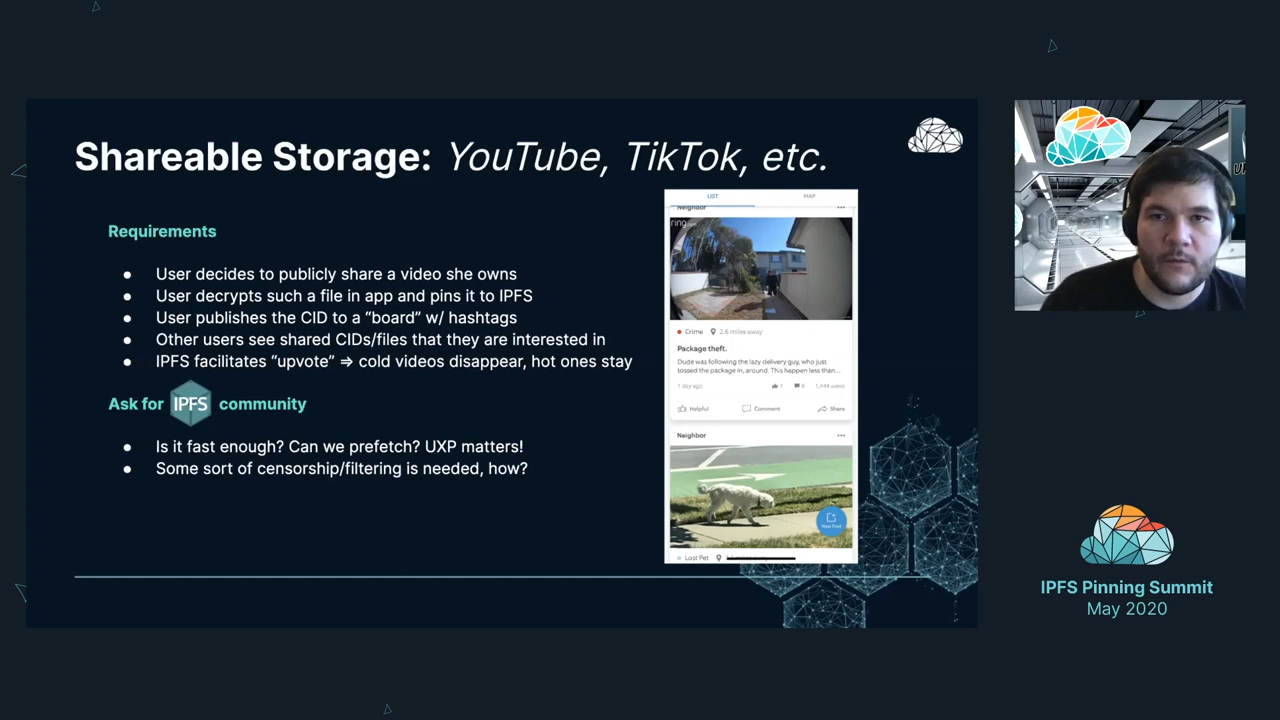 Shareable Storage: YouTube, TikTok, etc.
Requirements
● User decides to publicly share a video she owns
● User decrypts such a file in app and pins it to IPFS
● User publishes the CID to a “board” w/ hashtags
● Other users see shared CIDs/files that they are interested in
● IPFS facilitates “upvote” ⇒ cold videos disappear, hot ones stay
Ask for IPFS community
● Is it fast enough? Can we prefetch? UXP matters!
● Some sort of censorship/filtering is needed, how?
LIST MAP
Neighbor
ring
Crime 2.6 miles away
Package theft.
Dude was following the lazy delivery guy, who just
tossed the package in, around. This happen less than...
1 day ago 7 6
Helpful Comment Share
Neighbor
New Post
Lost Pet
IPFS Pinning Summit
May 2020